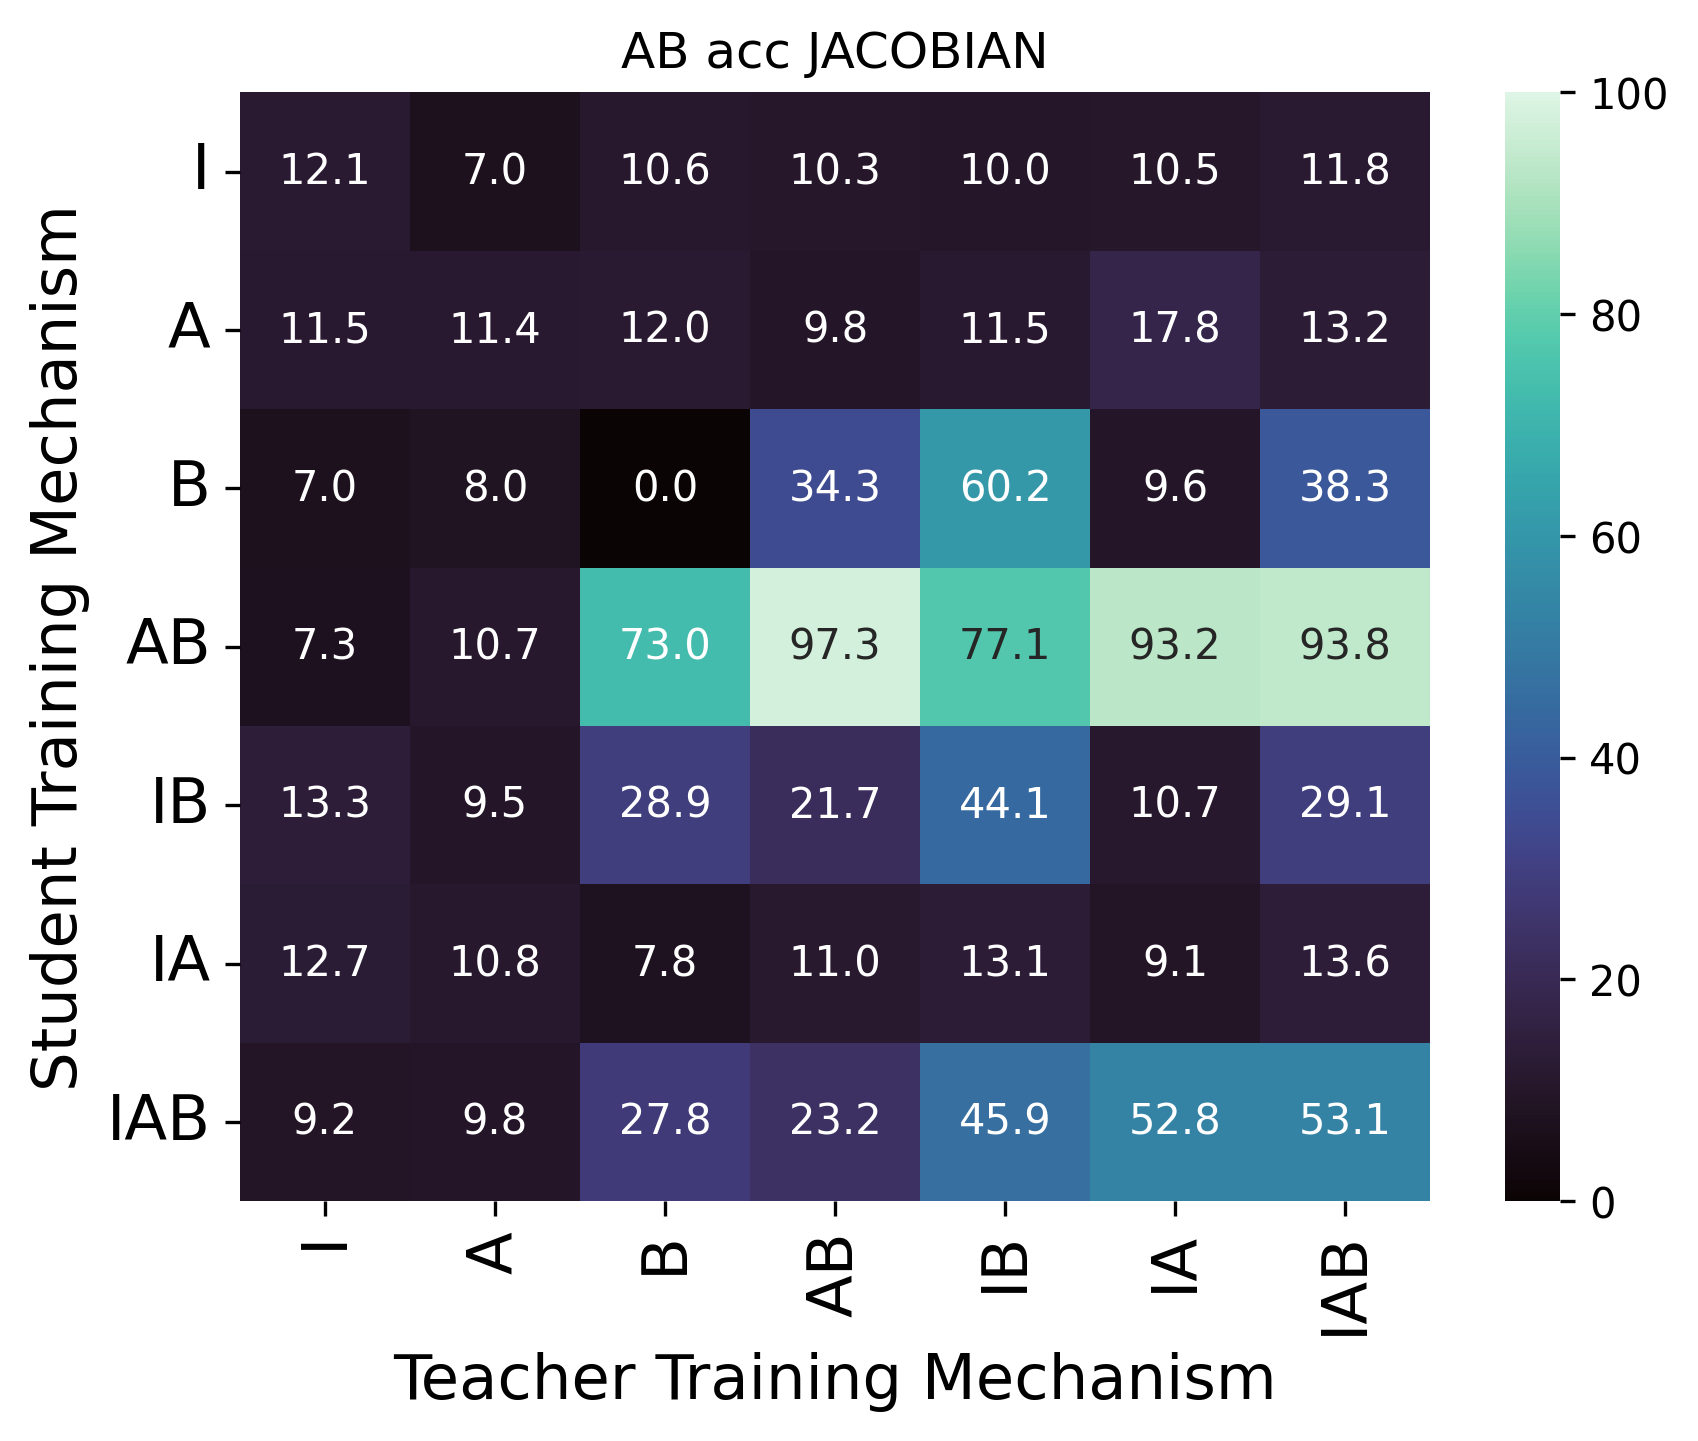 AB acc JACOBIAN
Student Training Mechanism
I 12.1 7.0 10.6 10.3 10.0 10.5 11.8
A 11.5 11.4 12.0 9.8 11.5 17.8 13.2
B 7.0 8.0 0.0 34.3 60.2 9.6 38.3
AB 7.3 10.7 73.0 97.3 77.1 93.2 93.8
IB 13.3 9.5 28.9 21.7 44.1 10.7 29.1
IA 12.7 10.8 7.8 11.0 13.1 9.1 13.6
IAB 9.2 9.8 27.8 23.2 45.9 52.8 53.1
I A B AB IB IA IAB
Teacher Training Mechanism
100
80
60
40
20
0